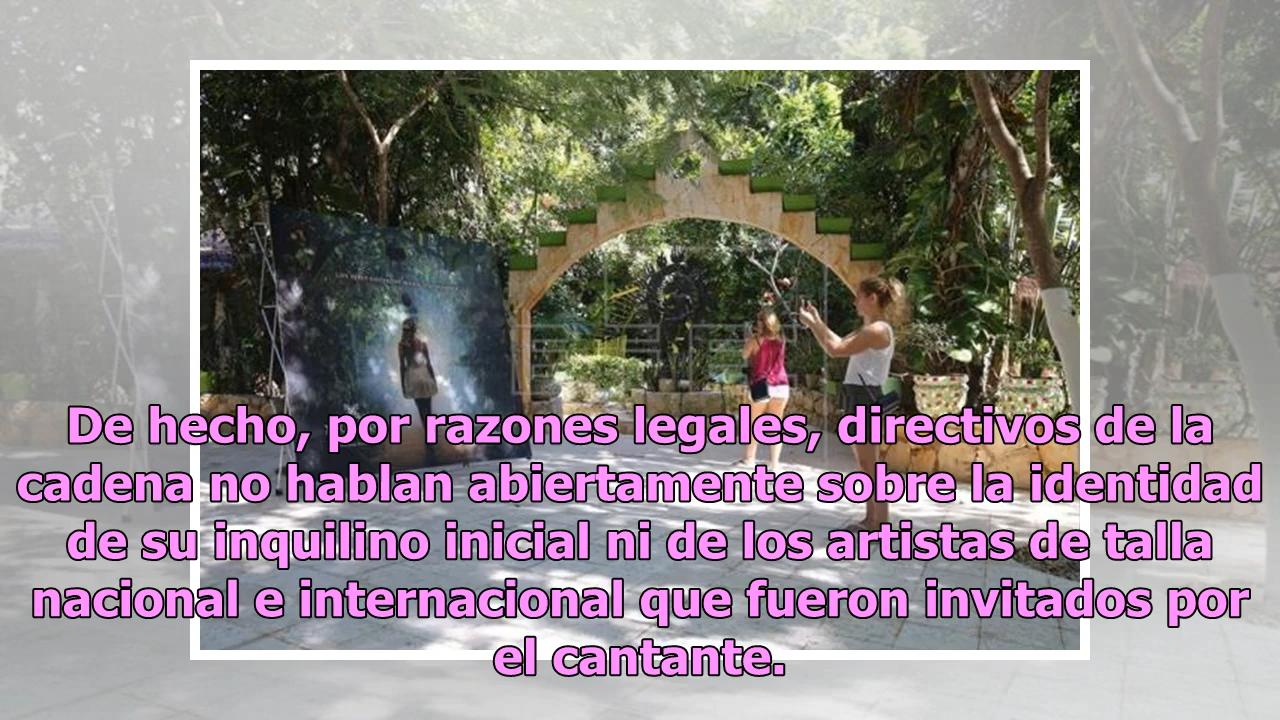 De hecho, por razones legales, directivos de la
cadena no hablan abiertamente sobre la identidad
de su inquilino inicial ni de los artistas de talla
nacional e internacional que fueron invitados por
el cantante.